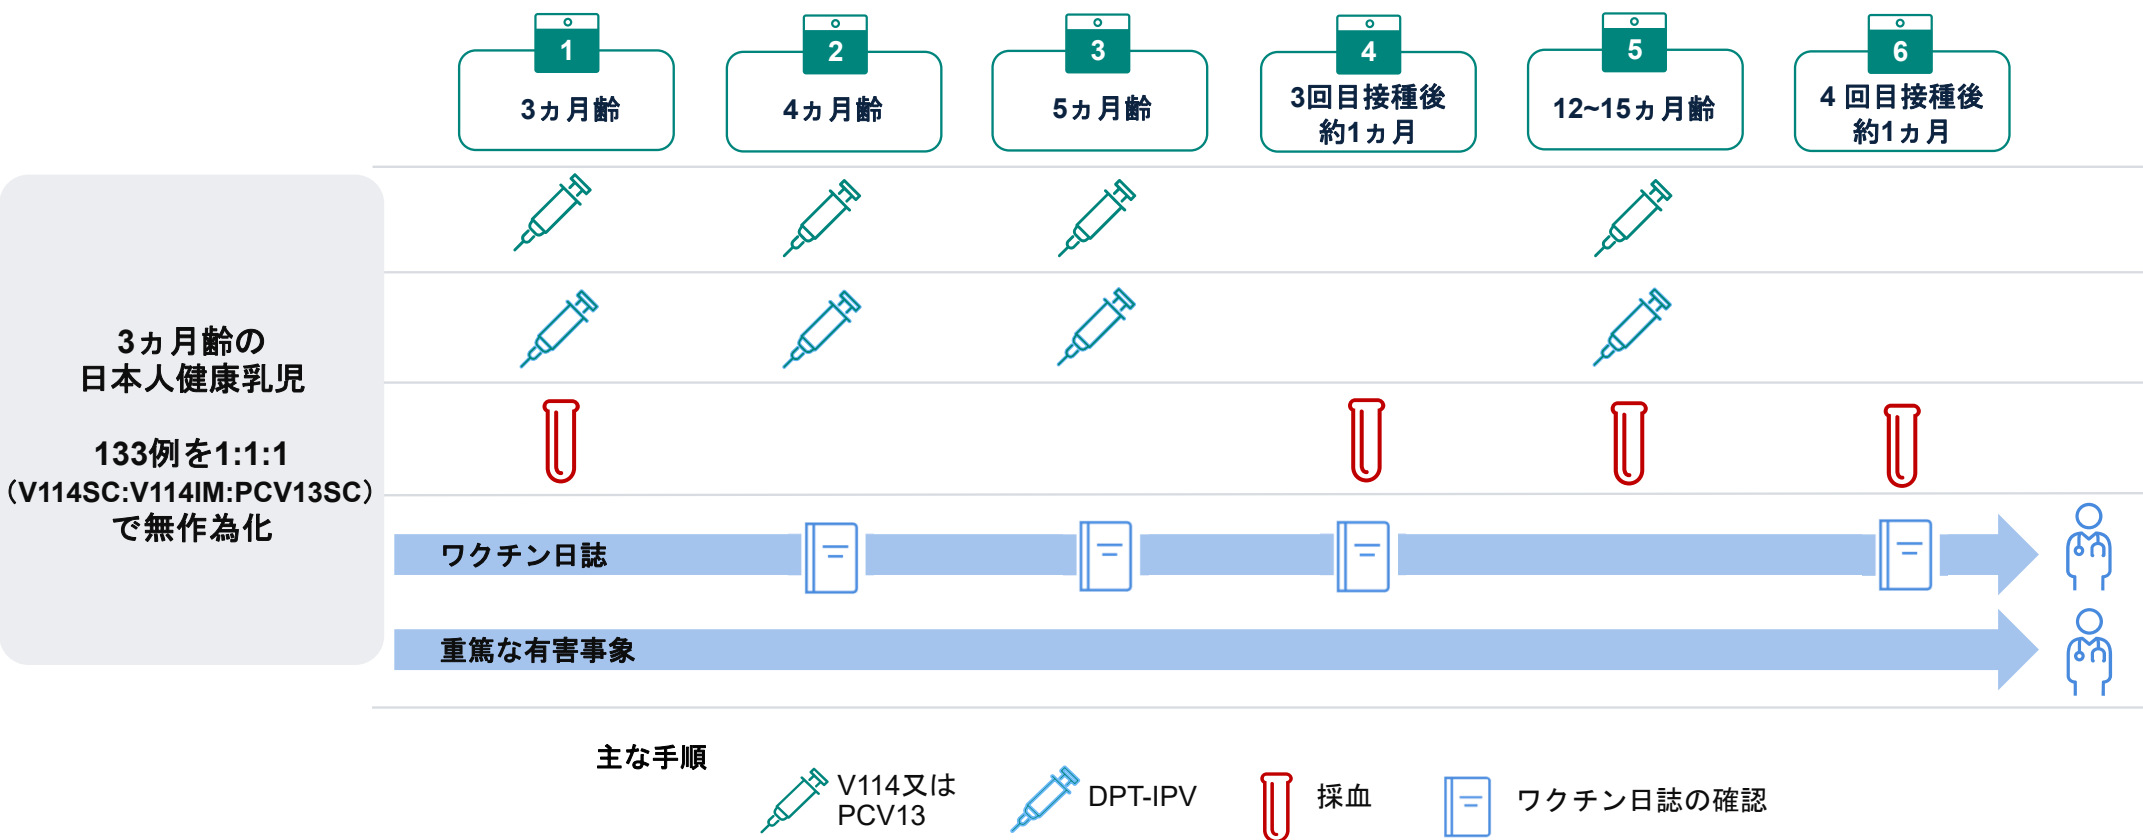 1
2
3
4
5
6
3ヵ月齢
4ヵ月齢
5ヵ月齢
3回目接種後
約1ヵ月
12~15ヵ月齢
4 回目接種後
約1ヵ月
3ヵ月齢の
日本人健康乳児
133例を1:1:1
（V114SC:V114IM:PCV13SC）
で無作為化
ワクチン日誌
重篤な有害事象
主な手順
V114又は
PCV13
DPT-IPV
採血
ワクチン日誌の確認